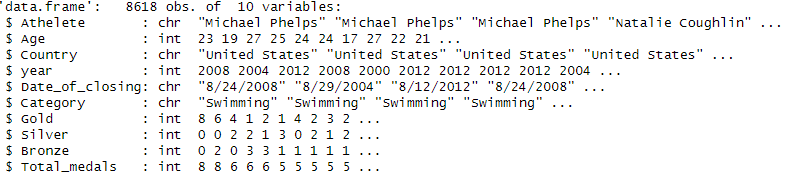 'data.frame':   8618 obs. of  10 variables:
 $ Athelete       : chr  "Michael Phelps" "Michael Phelps" "Michael Phelps" "Natalie Coughlin" ...
 $ Age            : int  23 19 27 25 24 24 17 27 22 21 ...
 $ Country        : chr  "United States" "United States" "United States" "United States" ...
 $ year           : int  2008 2004 2012 2008 2000 2012 2012 2012 2012 2004 ...
 $ Date_of_closing: chr  "8/24/2008" "8/29/2004" "8/12/2012" "8/24/2008" ...
 $ Category       : chr  "Swimming" "Swimming" "Swimming" "Swimming" ...
 $ Gold           : int  8 6 4 1 2 1 4 2 3 2 ...
 $ Silver         : int  0 0 2 2 1 3 0 2 1 2 ...
 $ Bronze         : int  0 2 0 3 3 1 1 1 1 1 ...
 $ Total_medals   : int  8 8 6 6 6 5 5 5 5 5 ...